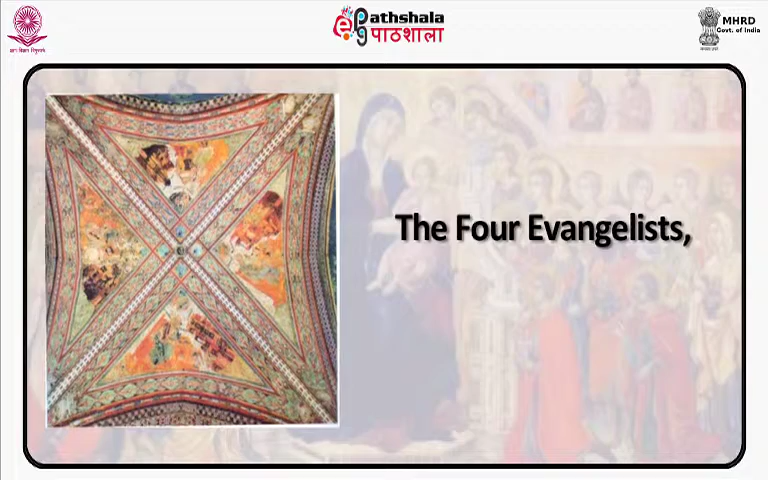 ePathshala
पाठशाला
MHRD
Govt. of India
The Four Evangelists,